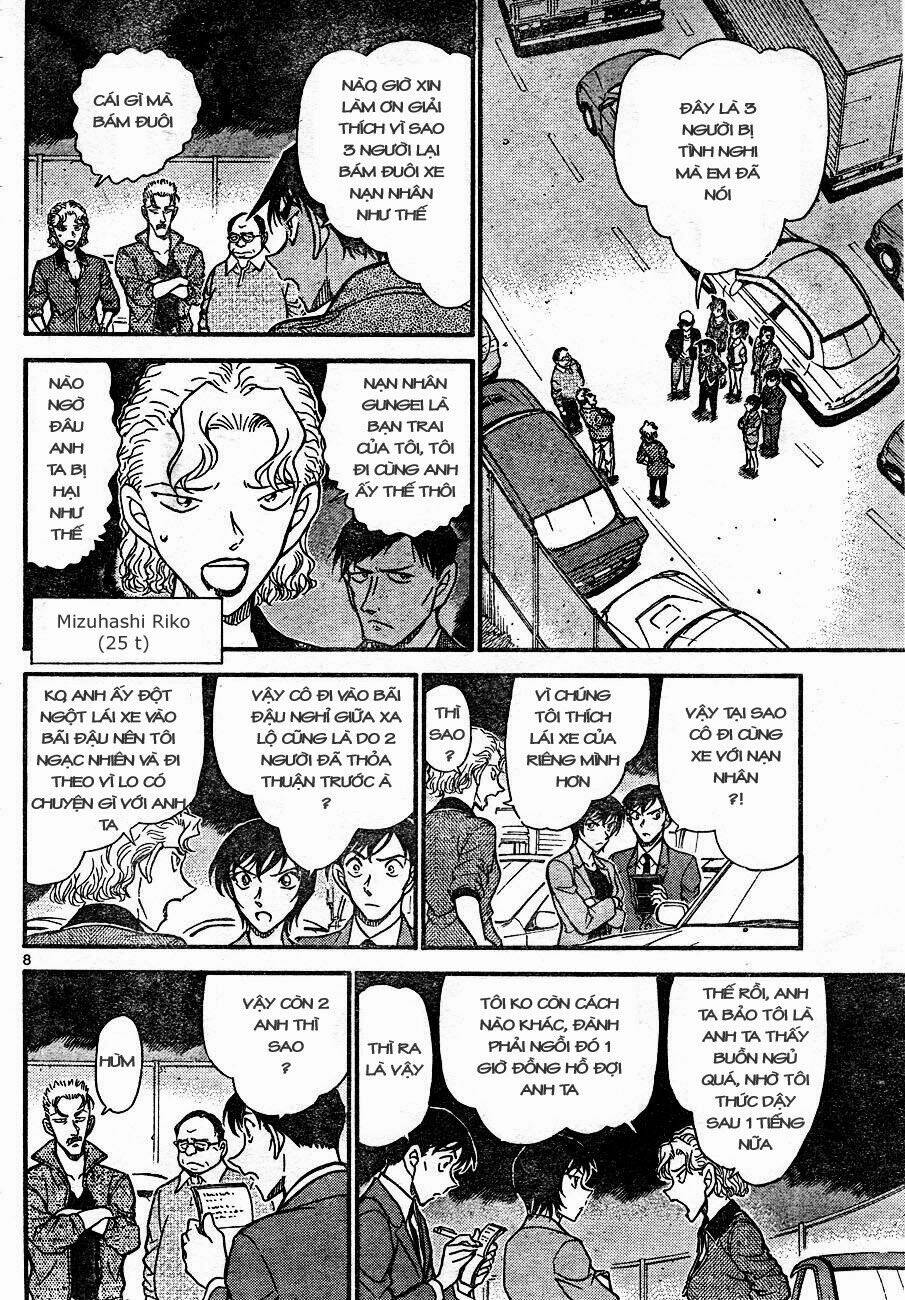 ĐÂY LÀ 3
NGƯỜI BỊ
TÌNH NGHI
MÀ EM ĐÃ
NÓI
NÀO, GIỜ XIN
LÀM ƠN GIẢI
THÍCH VÌ SAO
3 NGƯỜI LẠI
BÁM ĐUÔI XE
NẠN NHÂN
NHƯ THẾ
CÁI GÌ MÀ
BÁM ĐUÔI
NẠN NHÂN
GUNGEI LÀ
BẠN TRAI
CỦA TÔI, TÔI
ĐI CÙNG ANH
ẤY THẾ THÔI
NÀO
NGỜ
ĐÂU
ANH
TA BỊ
HẠI
NHƯ
THẾ
Mizuhashi Riko
(25 t)
VẬY TẠI SAO
CÔ ĐI CÙNG
XE VỚI NẠN
NHÂN
?!
VÌ CHÚNG
TÔI THÍCH
LÁI XE CỦA
RIÊNG MÌNH
HƠN
THÌ
SAO
?
VẬY CÔ ĐI VÀO BÃI
ĐẬU NGHỈ GIỮA XA
LỘ CŨNG LÀ DO 2
NGƯỜI ĐÃ THỎA
THUẬN TRƯỚC À
?
KO, ANH ẤY ĐỘT
NGỘT LÁI XE VÀO
BÃI ĐẬU NÊN TÔI
NGẠC NHIÊN VÀ ĐI
THEO VÌ LO CÓ
CHUYỆN GÌ VỚI ANH
TA
8
THẾ RỒI, ANH
TA BẢO TÔI LÀ
ANH TA THẤY
BUỒN NGỦ
QUÁ, NHỜ TÔI
THỨC DẬY
SAU 1 TIẾNG
NỮA
TÔI KO CÒN CÁCH
NÀO KHÁC, ĐÀNH
PHẢI NGỒI ĐÓ 1
GIỜ ĐỒNG HỒ ĐỢI
ANH TA
THÌ RA
LÀ VẬY
VẬY CÒN 2
ANH THÌ
SAO
?
HỪM